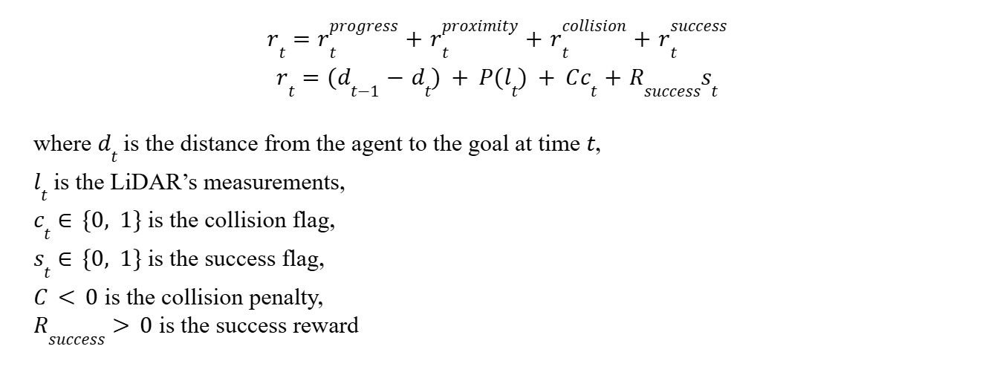 r_t = r_t^{progress} + r_t^{proximity} + r_t^{collision} + r_t^{success}
r_t = (d_{t−1} − d_t) + P(l_t) + Cc_t + R_{success}s_t
where d_t is the distance from the agent to the goal at time t,
l_t is the LiDAR’s measurements,
c_t ∈ {0, 1} is the collision flag,
s_t ∈ {0, 1} is the success flag,
C < 0 is the collision penalty,
R_{success} > 0 is the success reward